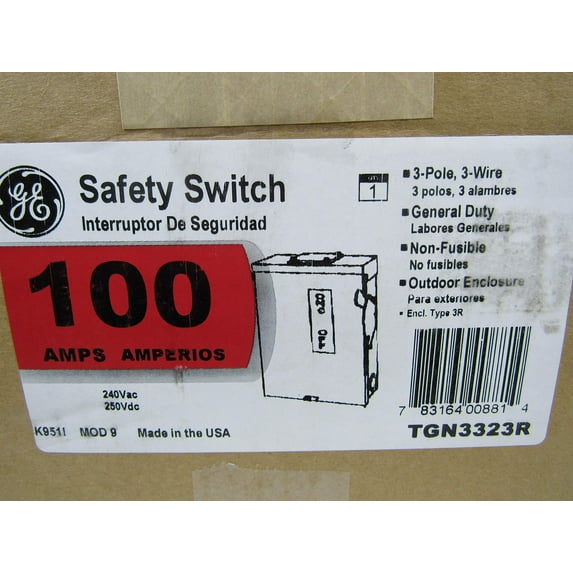 GE
Safety Switch
Interruptor De Seguridad
100
AMPS AMPERIOS
240Vac
250Vdc
K951I MOD 9 Made in the USA
QTY
1
▪ 3-Pole, 3-Wire
3 polos, 3 alambres
▪ General Duty
Labores Generales
▪ Non-Fusible
No fusibles
▪ Outdoor Enclosure
Para exteriores
▪ Encl. Type 3R
7 83164 00881 4
TGN3323R